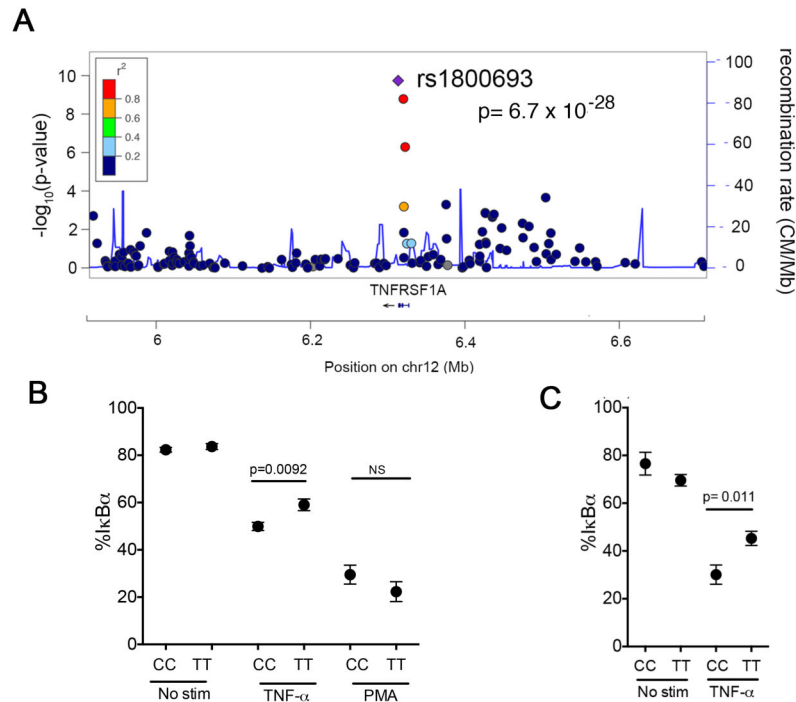 A
r2
0.8
0.6
0.4
0.2
rs1800693
p= 6.7 x 10-28
10
8
6
4
2
0
-log10(p-value)
100
80
60
40
20
0
recombination rate (CM/Mb)
TNFRSF1A
6
6.2
6.4
6.6
Position on chr12 (Mb)
B
100
80
60
40
20
0
%IκBα
p=0.0092
NS
CC TT CC TT CC TT
No stim TNF-α PMA
C
100
80
60
40
20
0
%IκBα
p= 0.011
CC TT CC TT
No stim TNF-α